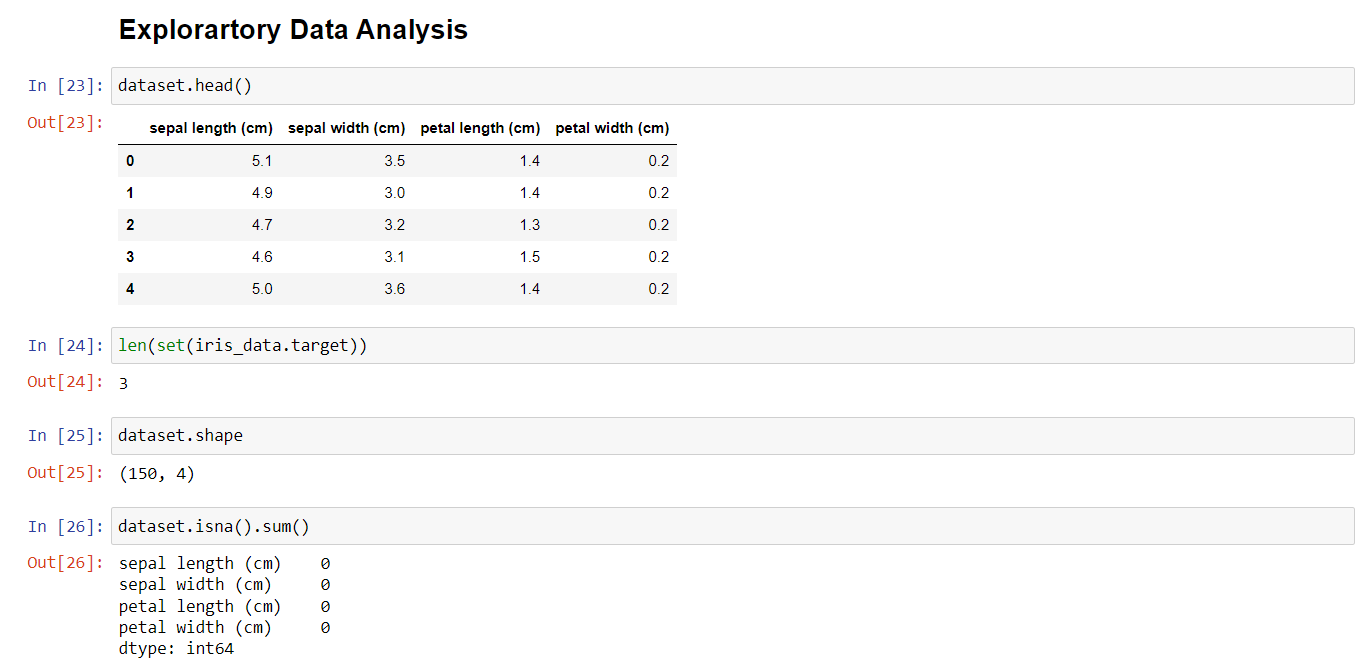 Explorartory Data Analysis
In [23]: dataset.head()
Out[23]:
sepal length (cm) sepal width (cm) petal length (cm) petal width (cm)
0 5.1 3.5 1.4 0.2
1 4.9 3.0 1.4 0.2
2 4.7 3.2 1.3 0.2
3 4.6 3.1 1.5 0.2
4 5.0 3.6 1.4 0.2
In [24]: len(set(iris_data.target))
Out[24]: 3
In [25]: dataset.shape
Out[25]: (150, 4)
In [26]: dataset.isna().sum()
Out[26]: sepal length (cm) 0
sepal width (cm) 0
petal length (cm) 0
petal width (cm) 0
dtype: int64